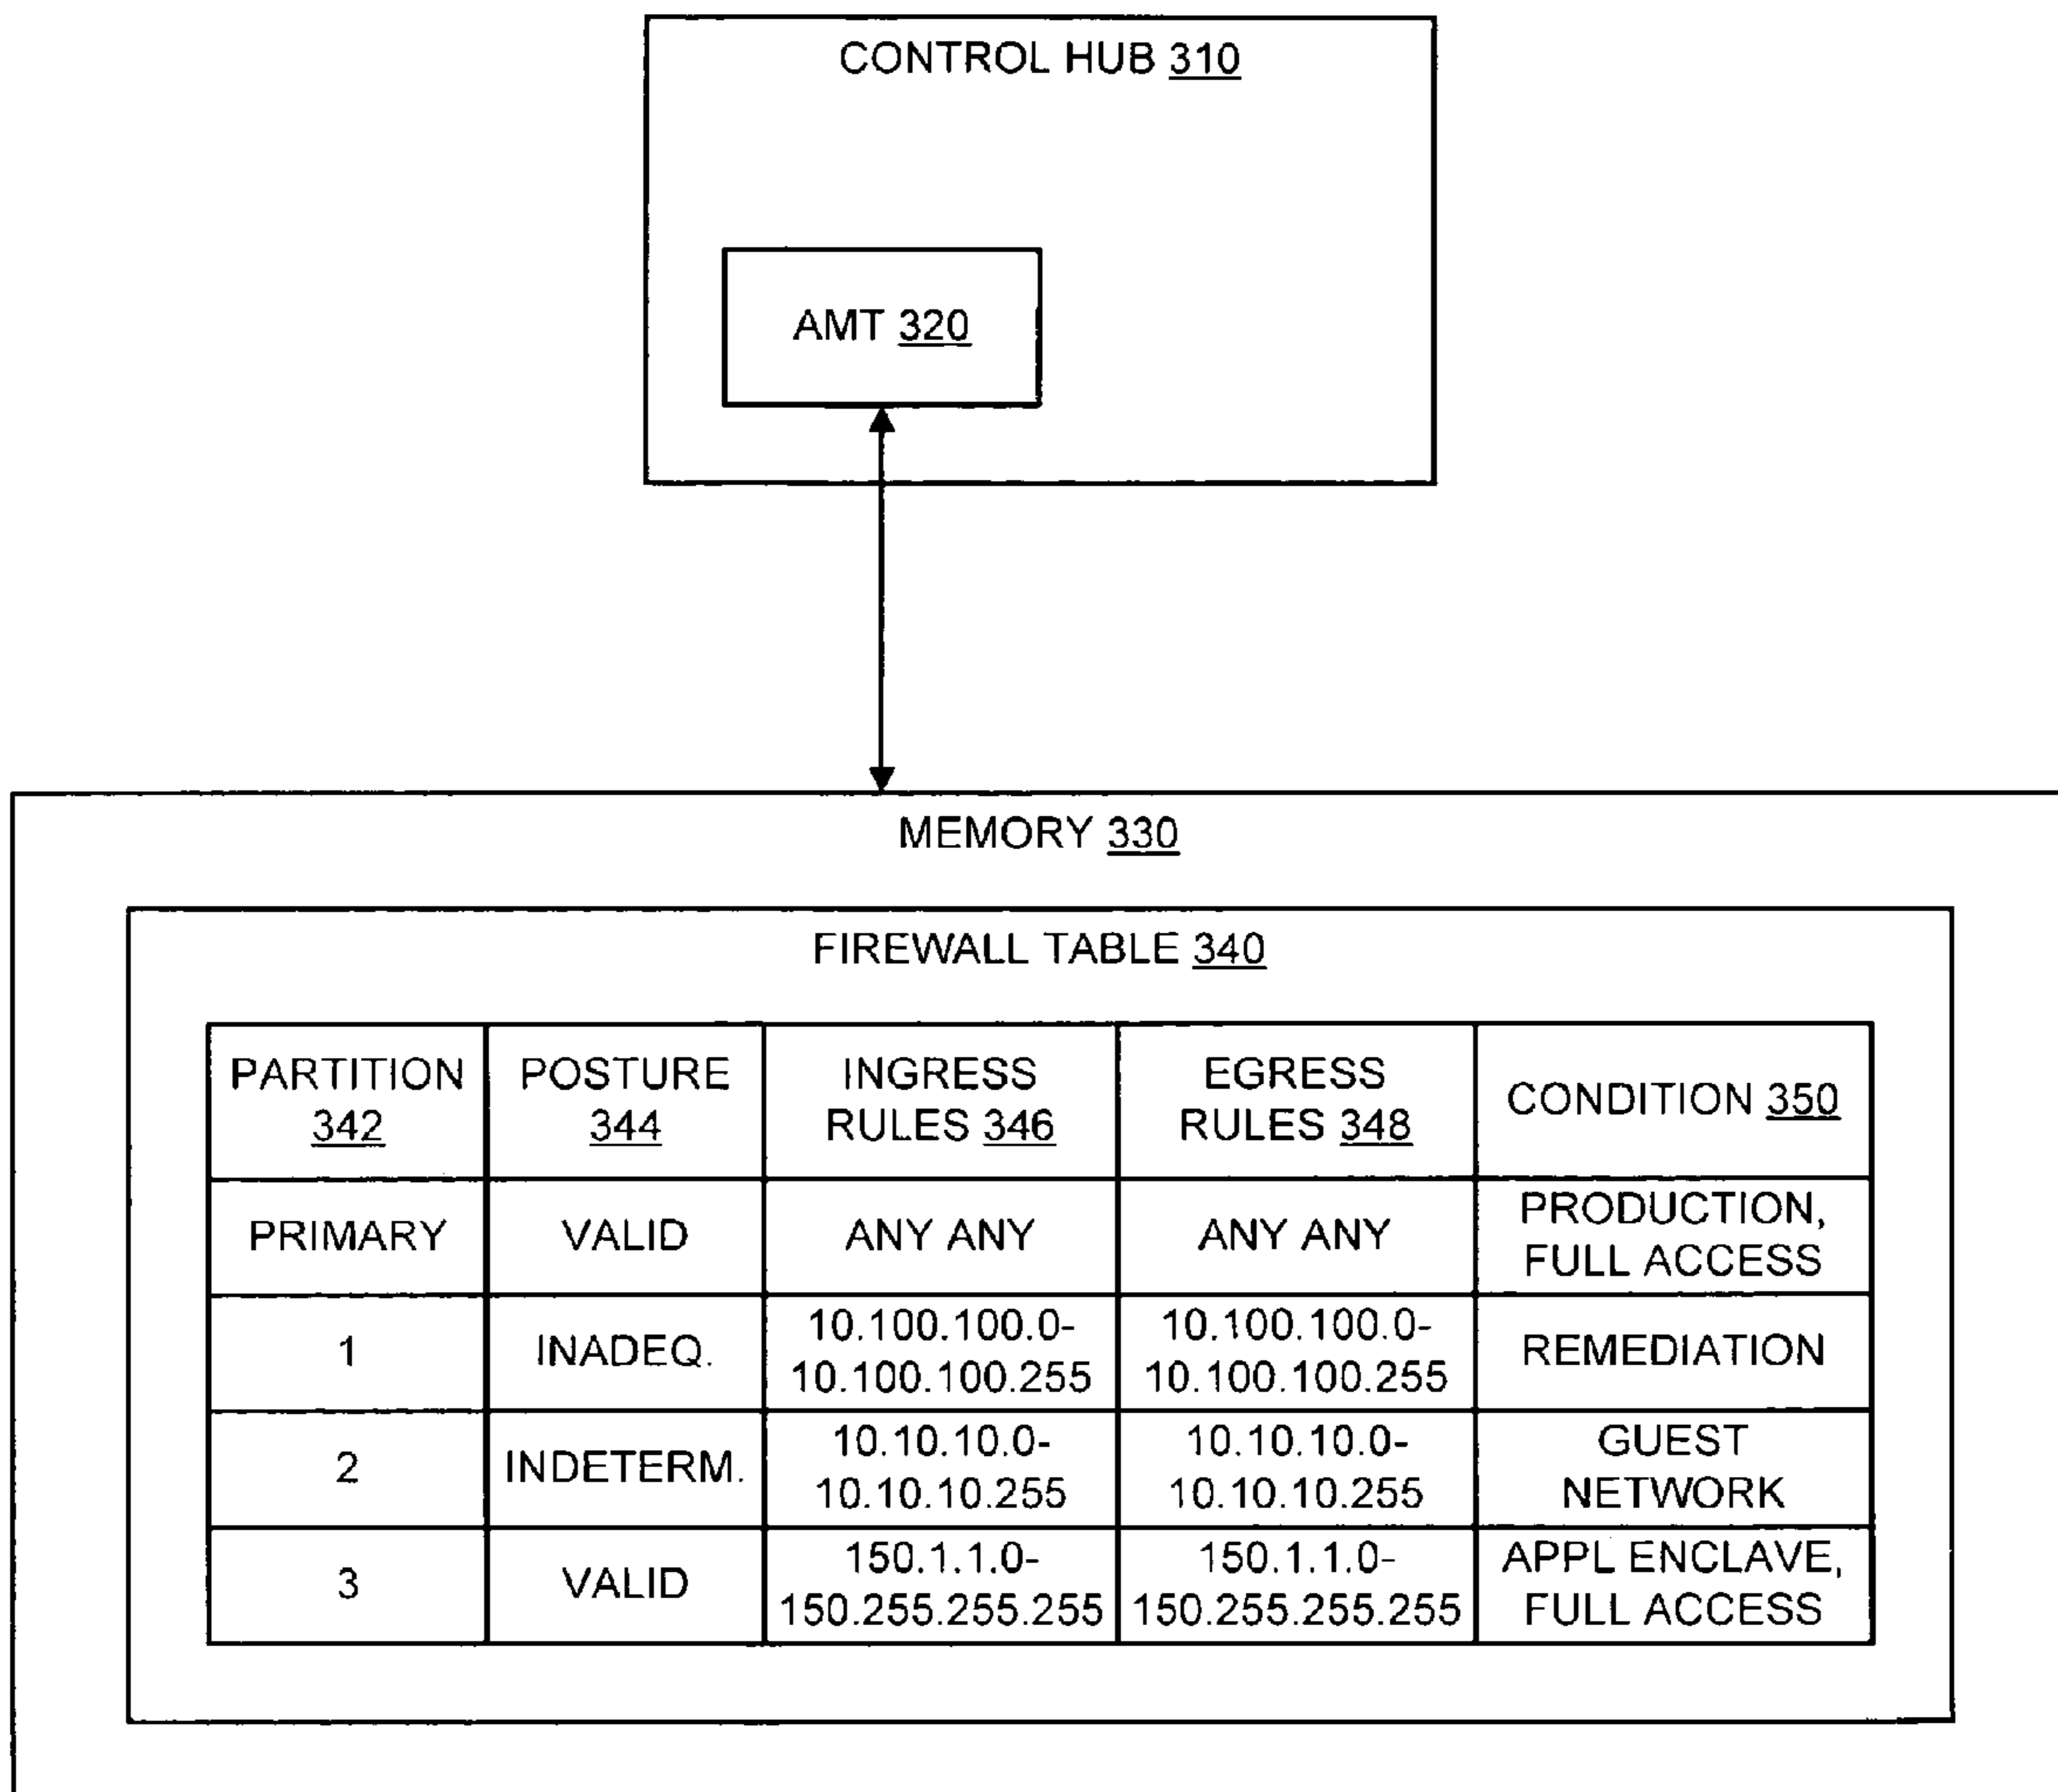 CONTROL HUB 310
AMT 320
MEMORY 330
FIREWALL TABLE 340
PARTITION
342
POSTURE
344
INGRESS
RULES 346
EGRESS
RULES 348
CONDITION 350
PRIMARY
VALID
ANY ANY
ANY ANY
PRODUCTION,
FULL ACCESS
1
INADEQ.
10.100.100.0-
10.100.100.255
10.100.100.0-
10.100.100.255
REMEDIATION
2
INDETERM.
10.10.10.0-
10.10.10.255
10.10.10.0-
10.10.10.255
GUEST
NETWORK
3
VALID
150.1.1.0-
150.255.255.255
150.1.1.0-
150.255.255.255
APPL ENCLAVE,
FULL ACCESS